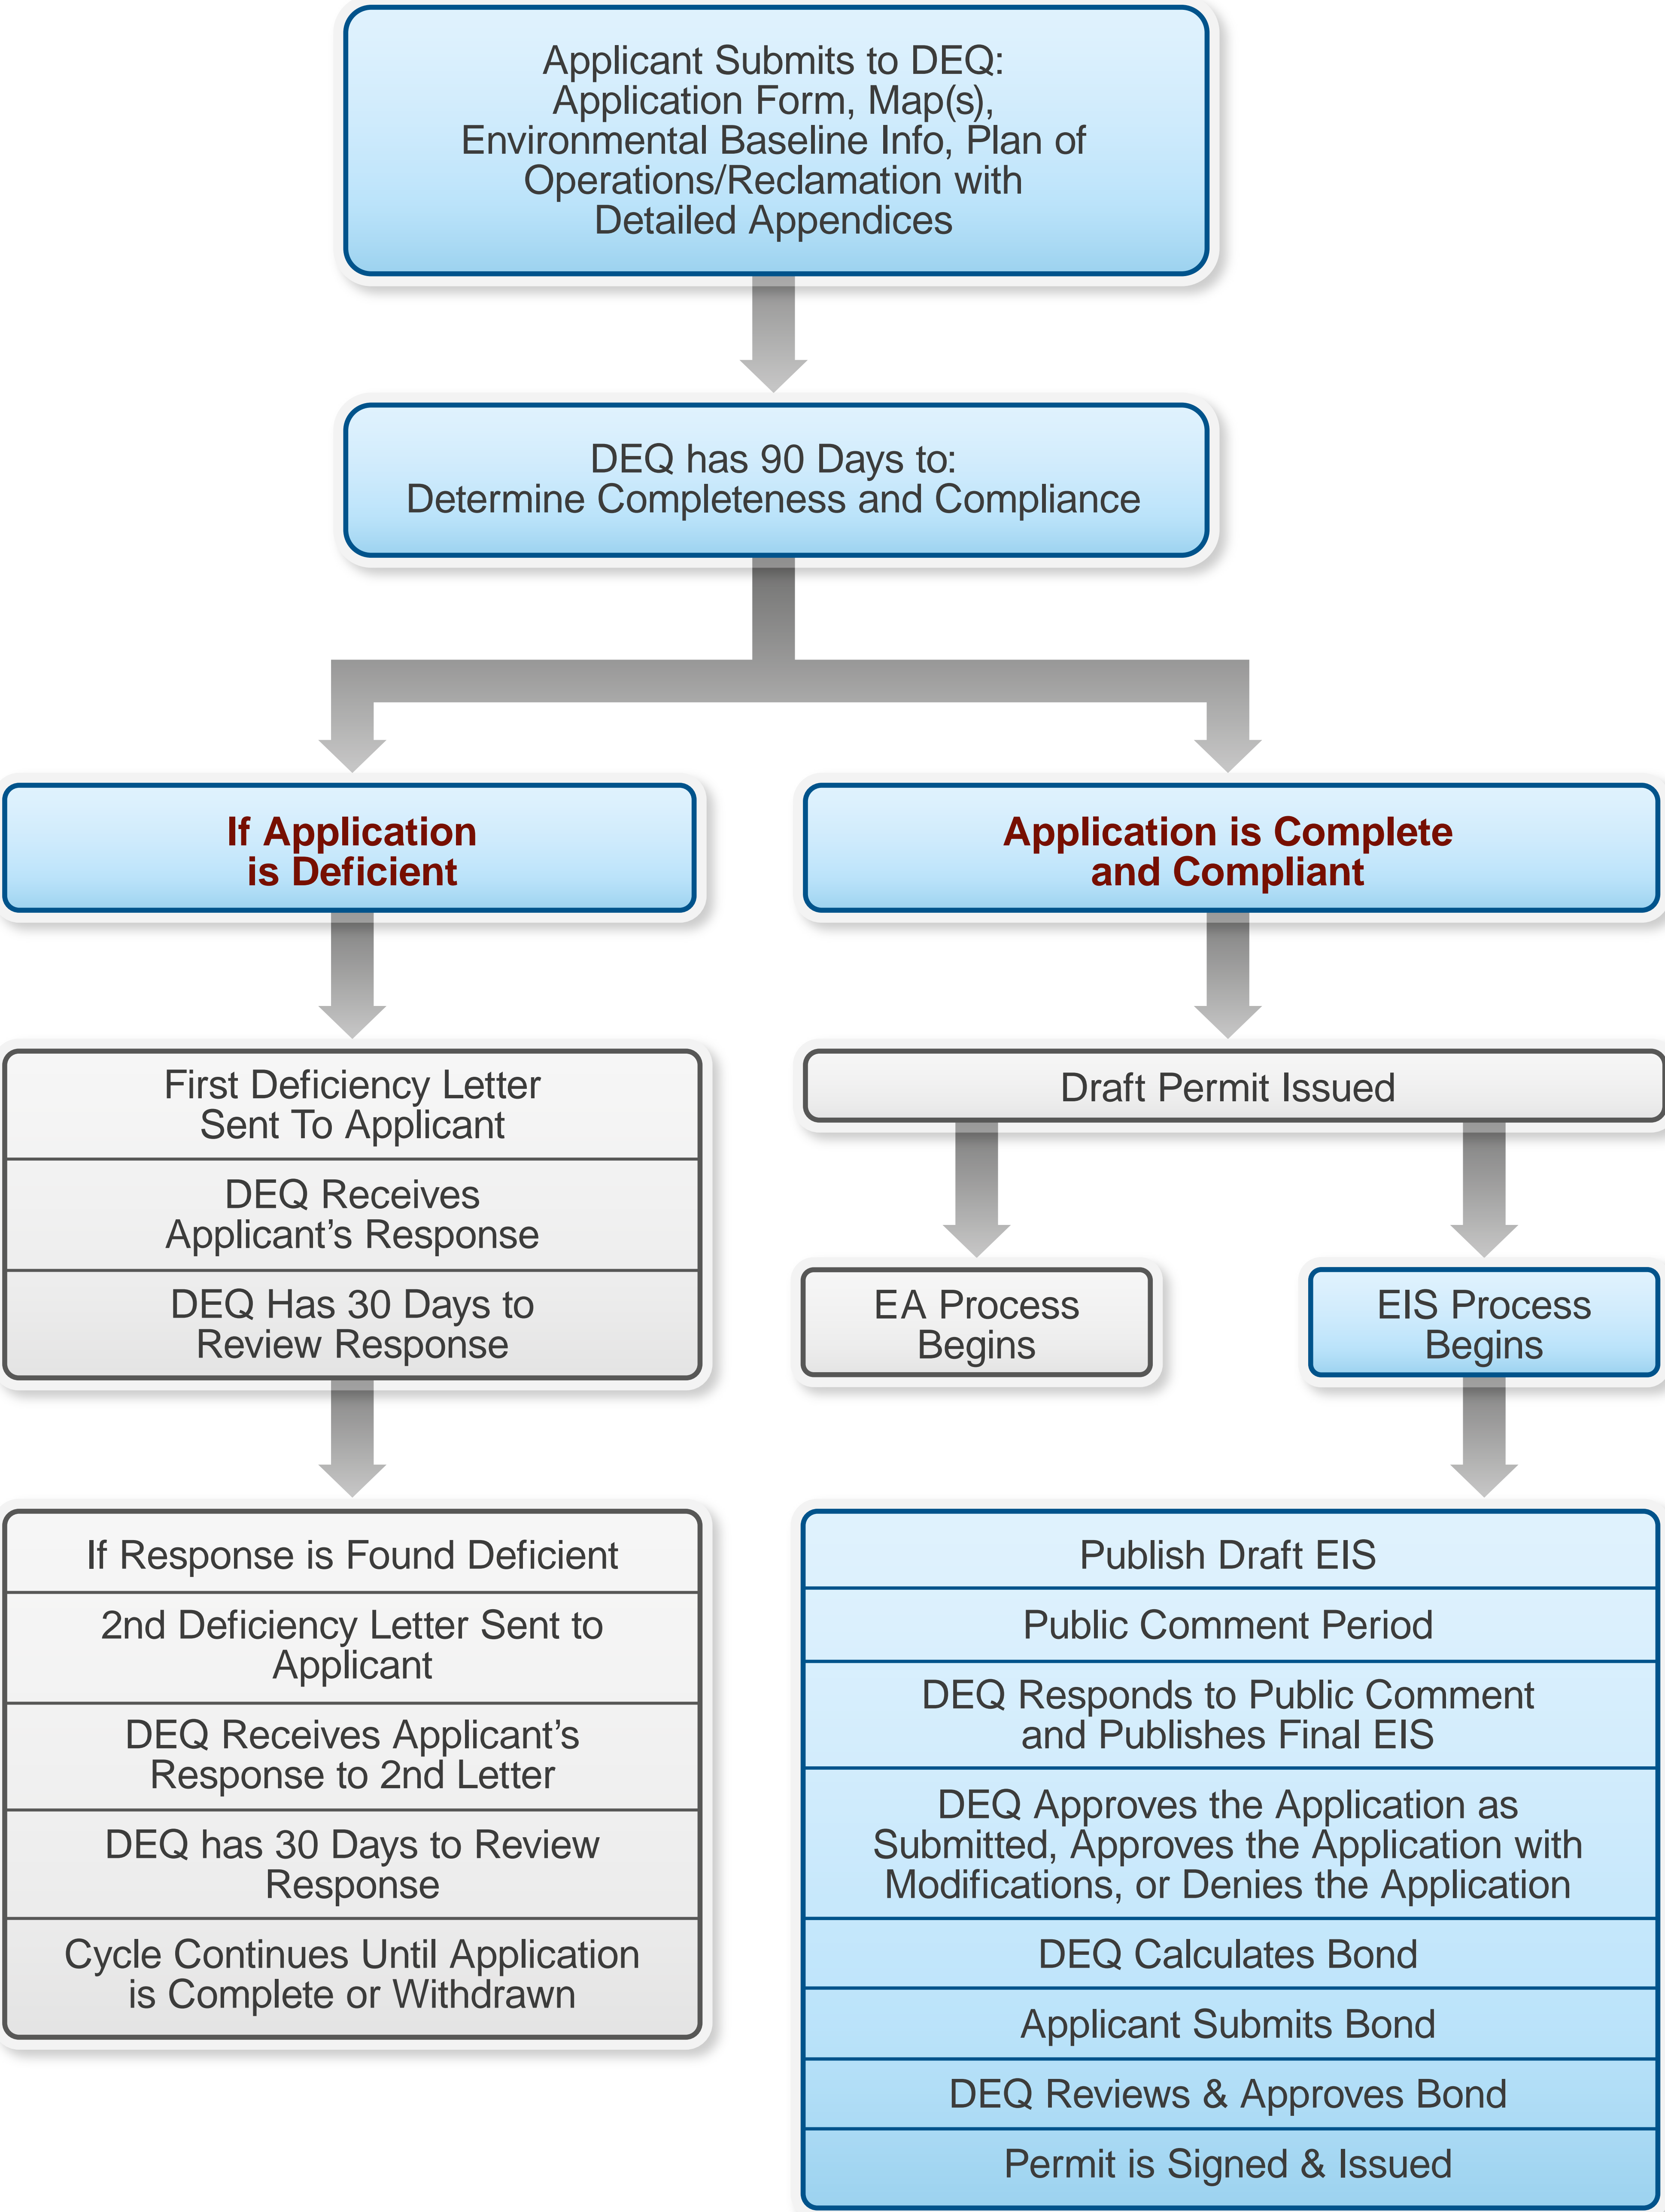 Applicant Submits to DEQ:
Application Form, Map(s),
Environmental Baseline Info, Plan of
Operations/Reclamation with
Detailed Appendices
DEQ has 90 Days to:
Determine Completeness and Compliance
If Application
is Deficient
Application is Complete
and Compliant
First Deficiency Letter
Sent To Applicant
DEQ Receives
Applicant’s Response
DEQ Has 30 Days to
Review Response
Draft Permit Issued
EA Process
Begins
EIS Process
Begins
If Response is Found Deficient
2nd Deficiency Letter Sent to
Applicant
DEQ Receives Applicant’s
Response to 2nd Letter
DEQ has 30 Days to Review
Response
Cycle Continues Until Application
is Complete or Withdrawn
Publish Draft EIS
Public Comment Period
DEQ Responds to Public Comment
and Publishes Final EIS
DEQ Approves the Application as
Submitted, Approves the Application with
Modifications, or Denies the Application
DEQ Calculates Bond
Applicant Submits Bond
DEQ Reviews & Approves Bond
Permit is Signed & Issued